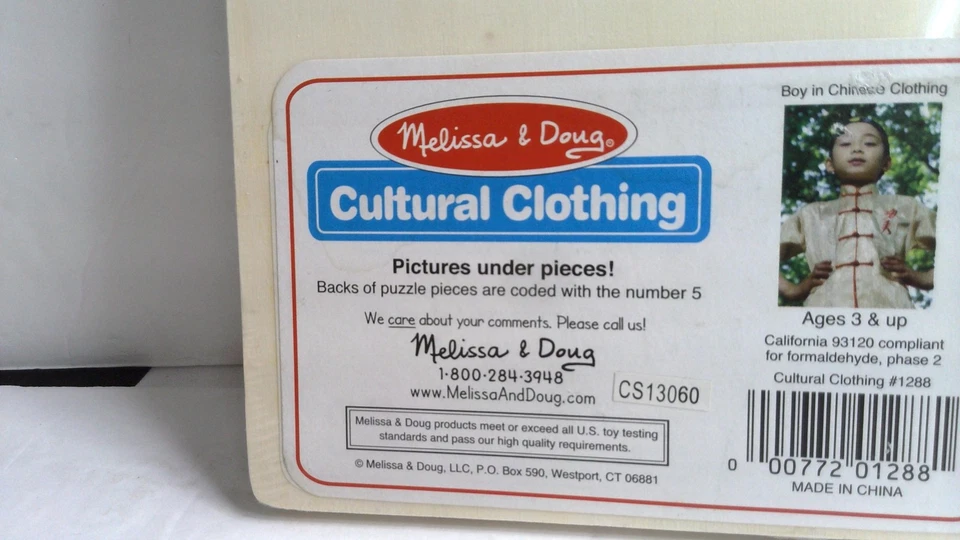 Melissa & Doug®
Cultural Clothing
Pictures under pieces!
Backs of puzzle pieces are coded with the number 5
We care about your comments. Please call us!
Melissa & Doug
1-800-284-3948
www.MelissaAndDoug.com
CS13060
Melissa & Doug products meet or exceed all U.S. toy testing
standards and pass our high quality requirements.
© Melissa & Doug, LLC, P.O. Box 590, Westport, CT 06881
Boy in Chinese Clothing
Ages 3 & up
California 93120 compliant
for formaldehyde, phase 2
Cultural Clothing #1288
0 00772 01288
MADE IN CHINA